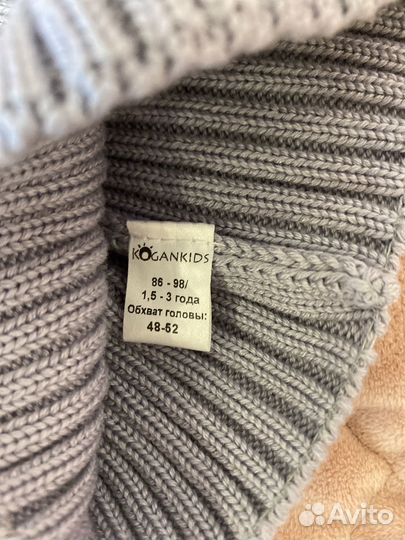 KOGANKIDS
86 - 98/
1,5 - 3 года
Обхват головы:
48-52
Avito